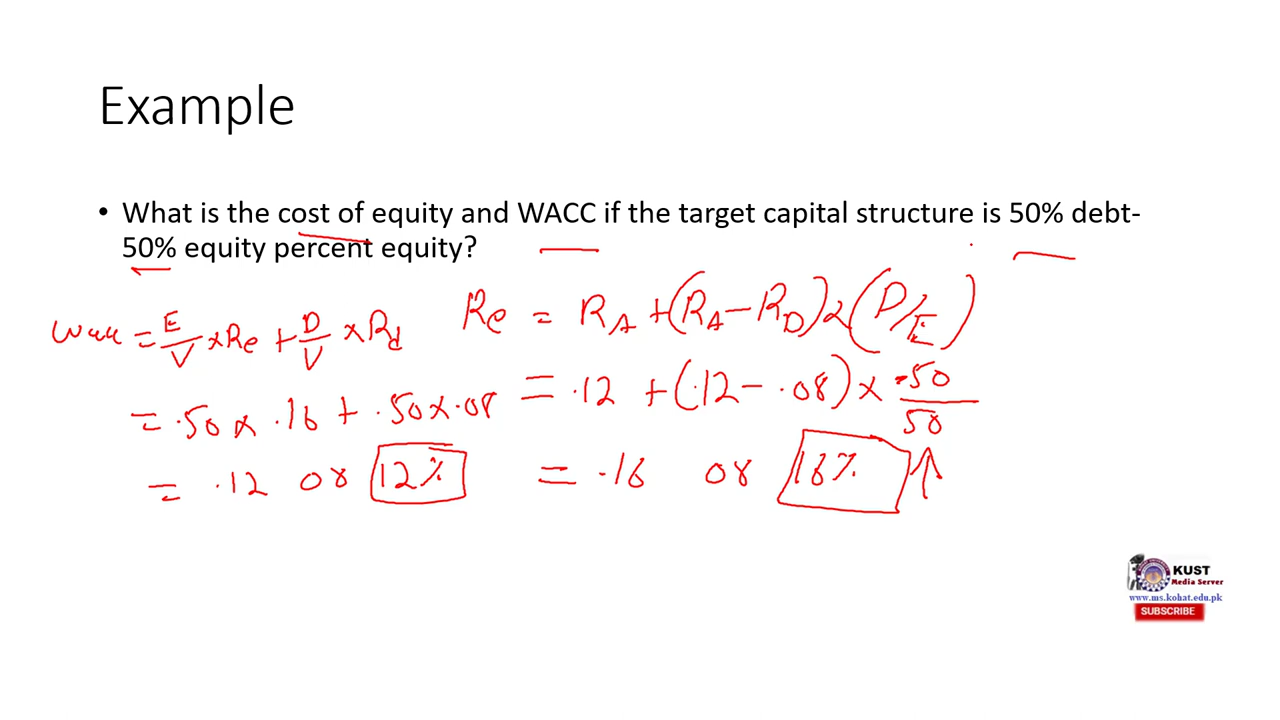 Example
• What is the cost of equity and WACC if the target capital structure is 50% debt-
50% equity percent equity?
Wacc = E/V x Re + D/V x Rd
= .50 x .16 + .50 x .08
= .12 or 12%
Re = RA + (RA - RD) x (D/E)
= .12 + (.12 - .08) x .50/50
= .16 or 16% ↑
KUST
Media Server
www.ms.kohat.edu.pk
SUBSCRIBE